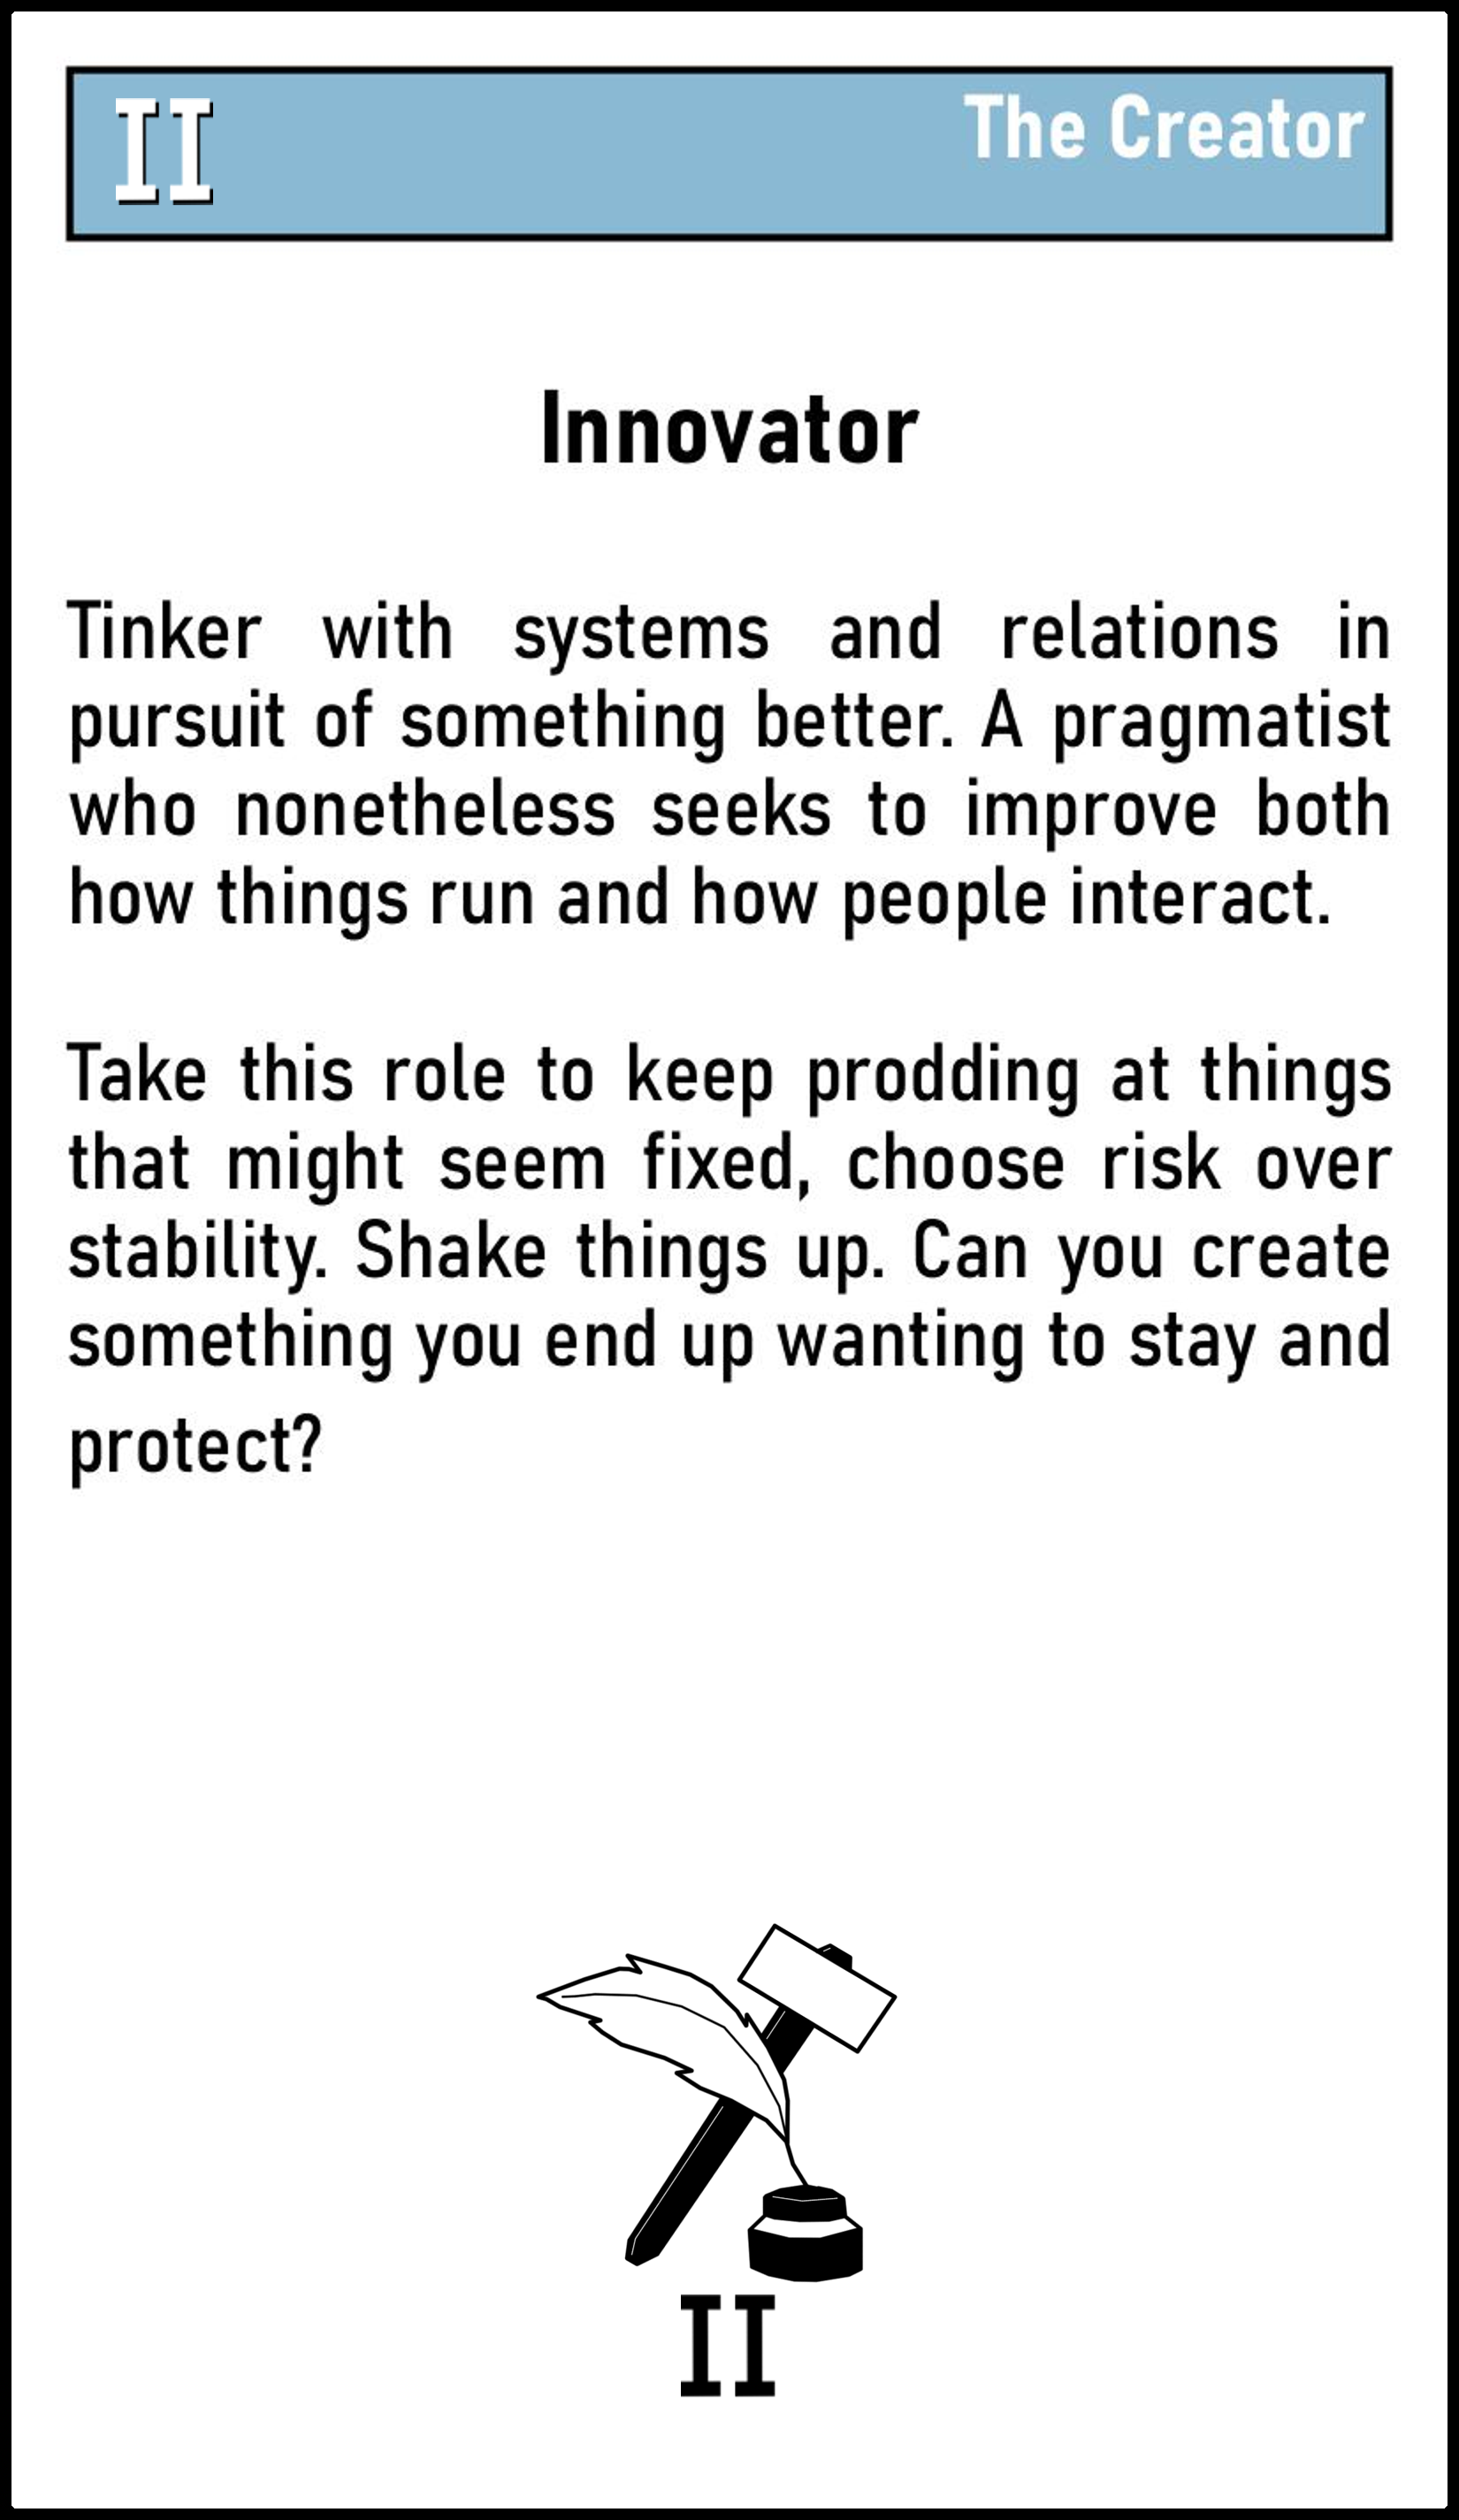 II
The Creator
Innovator
Tinker with systems and relations in
pursuit of something better. A pragmatist
who nonetheless seeks to improve both
how things run and how people interact.
Take this role to keep prodding at things
that might seem fixed, choose risk over
stability. Shake things up. Can you create
something you end up wanting to stay and
protect?
II